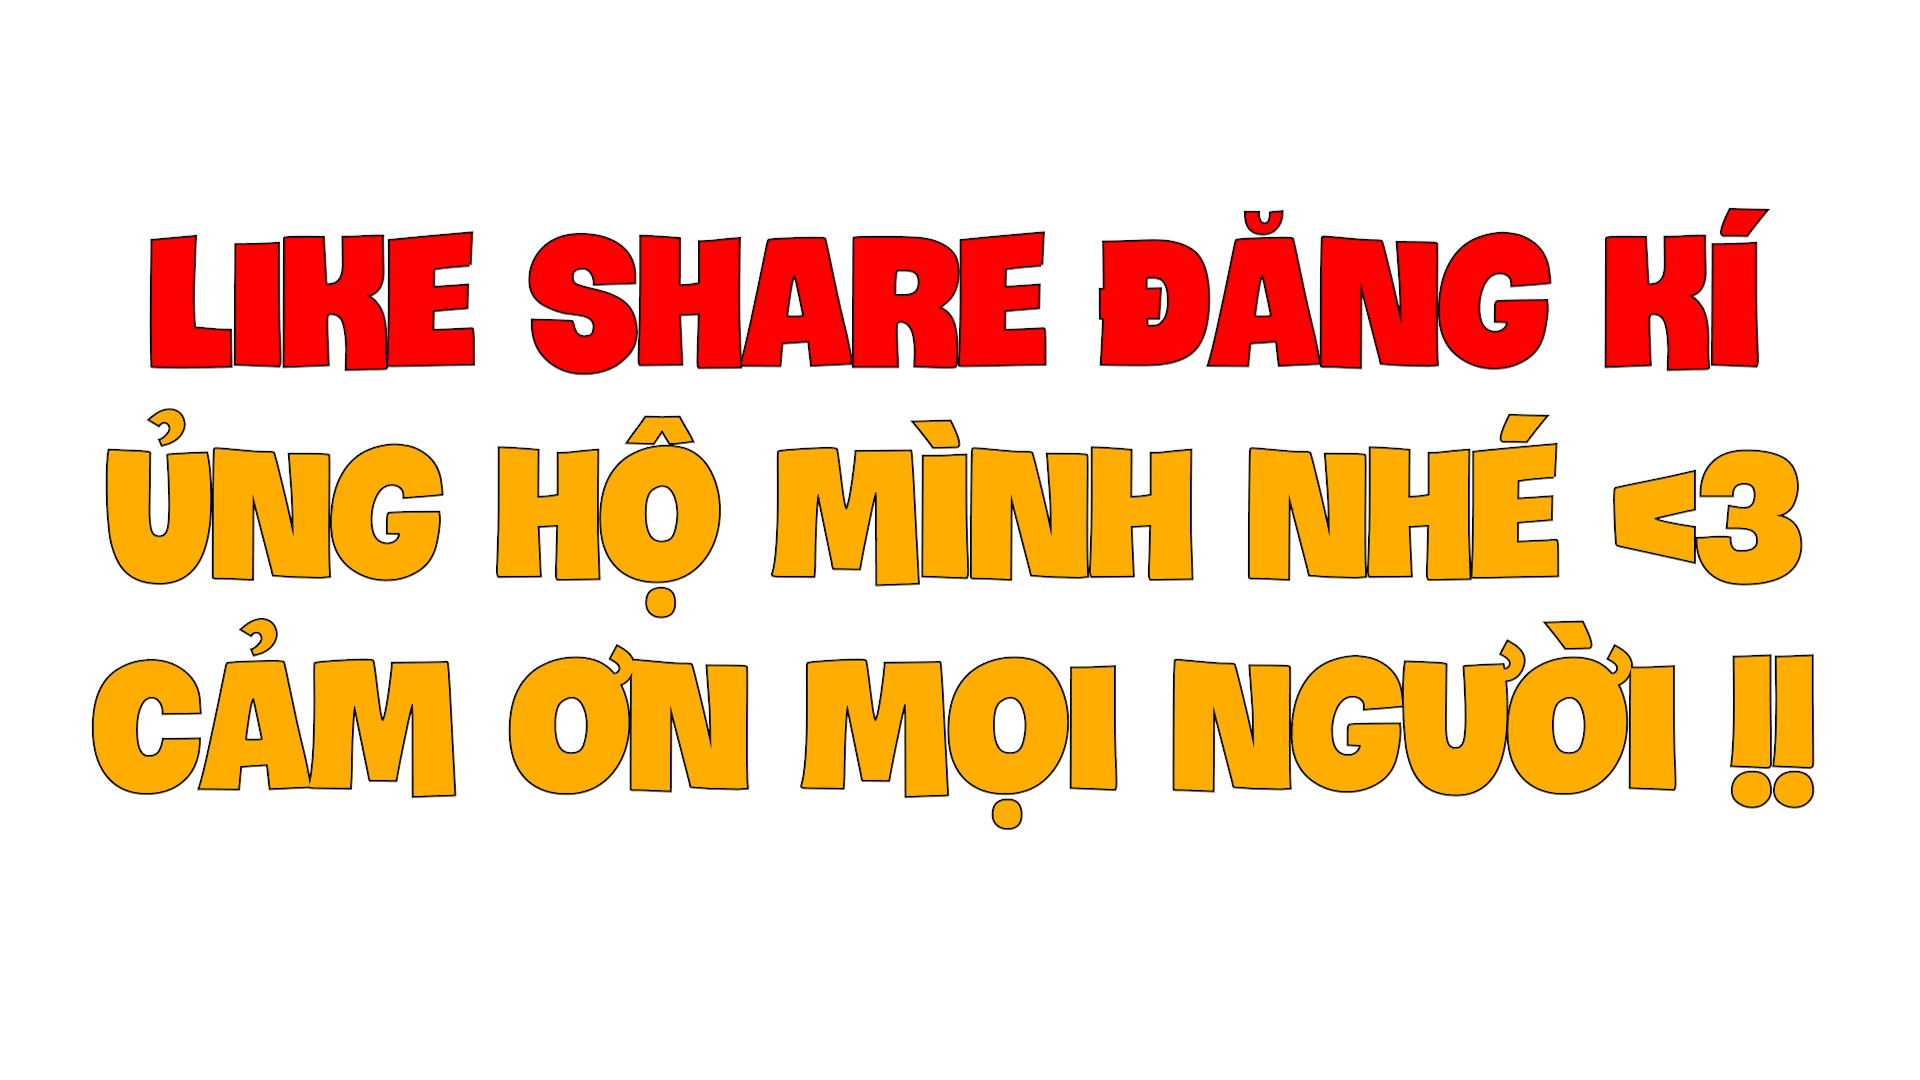 LIKE SHARE ĐĂNG KÍ
ỦNG HỘ MÌNH NHÉ <3
CẢM ƠN MỌI NGƯỜI !!